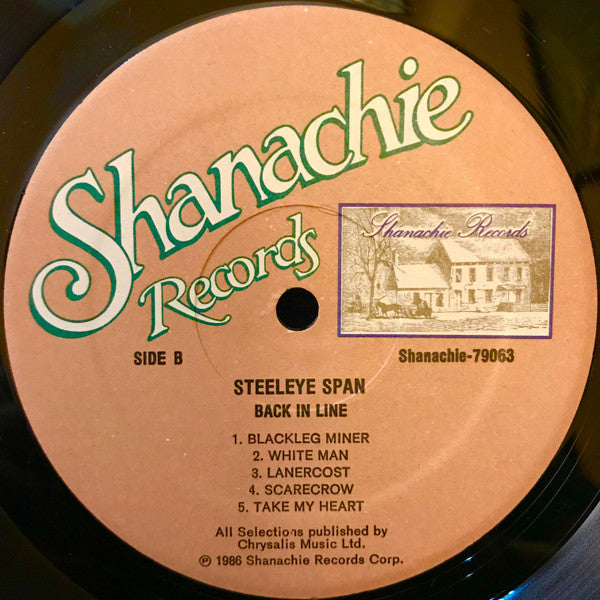 Shanachie
Records
Shanachie Records
SIDE B
Shanachie-79063
STEELEYE SPAN
BACK IN LINE
1. BLACKLEG MINER
2. WHITE MAN
3. LANERCOST
4. SCARECROW
5. TAKE MY HEART
All Selections published by
Chrysalis Music Ltd.
℗ 1986 Shanachie Records Corp.